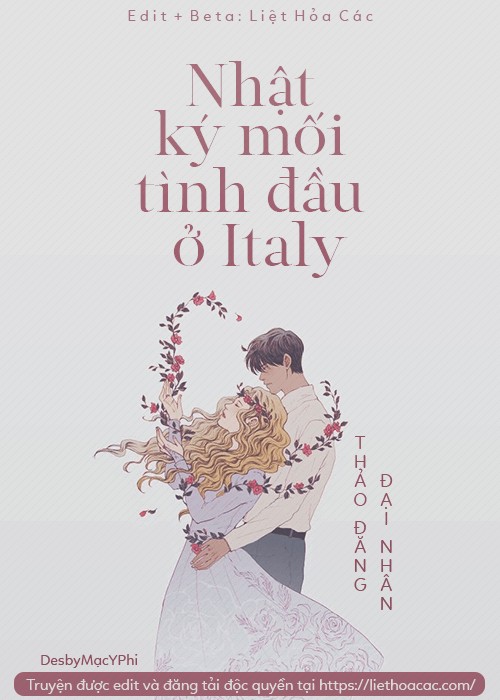 Edit + Beta: Liệt Hỏa Các
Nhật
ký mối
tình đầu
ở Italy
THẢO ĐĂNG
ĐẠI NHÂN
DesbyMạcYPhi
Truyện được edit và đăng tải độc quyền tại https://liethoacac.com/